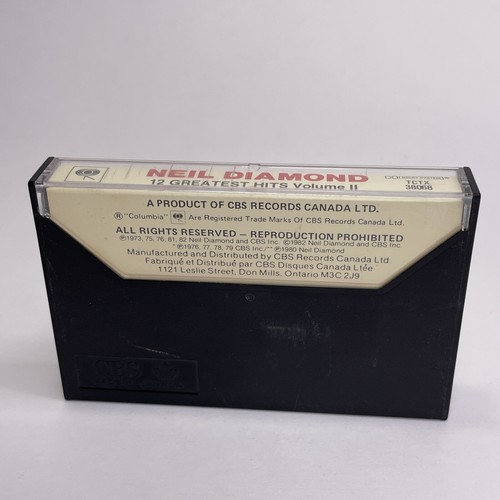 NEIL DIAMOND
12 GREATEST HITS Volume II
TCTX
38068
A PRODUCT OF CBS RECORDS CANADA LTD.
® "Columbia" Are Registered Trade Marks Of CBS Records Canada Ltd.
ALL RIGHTS RESERVED – REPRODUCTION PROHIBITED
℗1973, 75, 76, 81, 82 Neil Diamond and CBS Inc. ©1982 Neil Diamond and CBS Inc.
℗1976, 77, 78, 79 CBS Inc./ ℗1980 Neil Diamond
Manufactured and Distributed by CBS Records Canada Ltd.
Fabriqué et Distribué par CBS Disques Canada Ltée
1121 Leslie Street, Don Mills, Ontario M3C 2J9